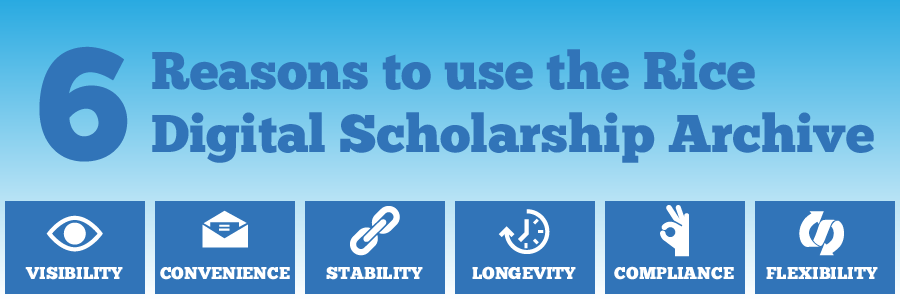 6 Reasons to use the Rice
Digital Scholarship Archive
VISIBILITY
CONVENIENCE
STABILITY
LONGEVITY
COMPLIANCE
FLEXIBILITY